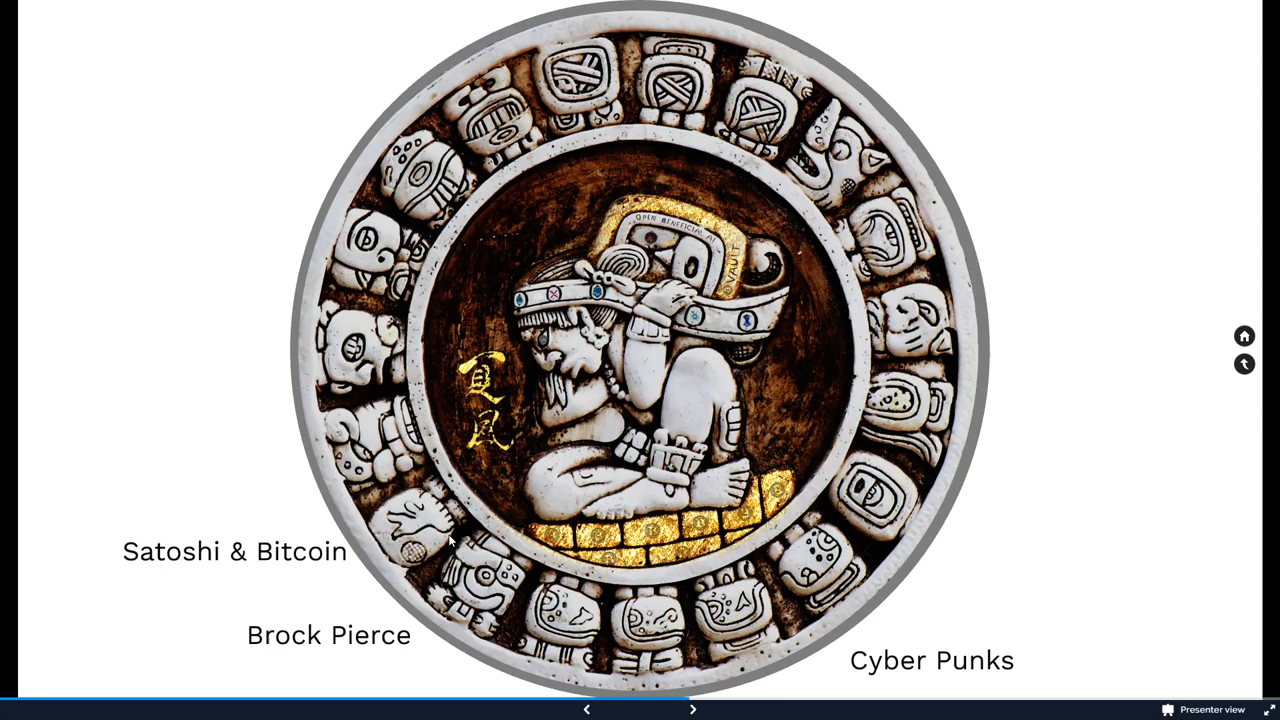 OPEN BENEFICIAL AI
VAULT
夏
風
Satoshi & Bitcoin
Brock Pierce
Cyber Punks
Presenter view